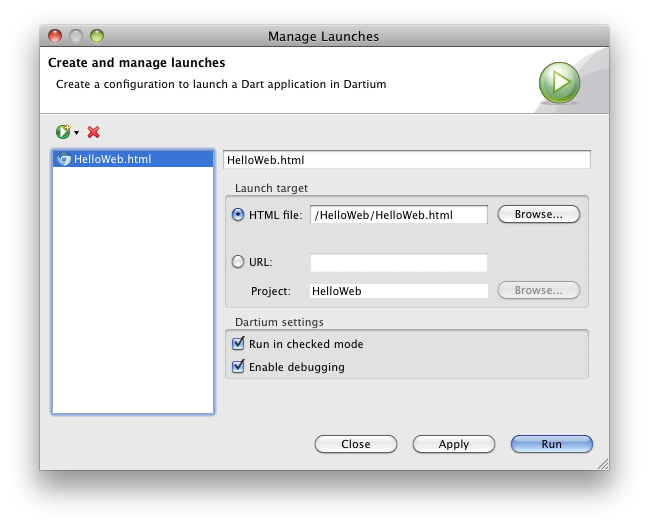 Manage Launches
Create and manage launches
Create a configuration to launch a Dart application in Dartium
HelloWeb.html
HelloWeb.html
Launch target
HTML file: /HelloWeb/HelloWeb.html Browse...
URL:
Project: HelloWeb Browse...
Dartium settings
Run in checked mode
Enable debugging
Close Apply Run